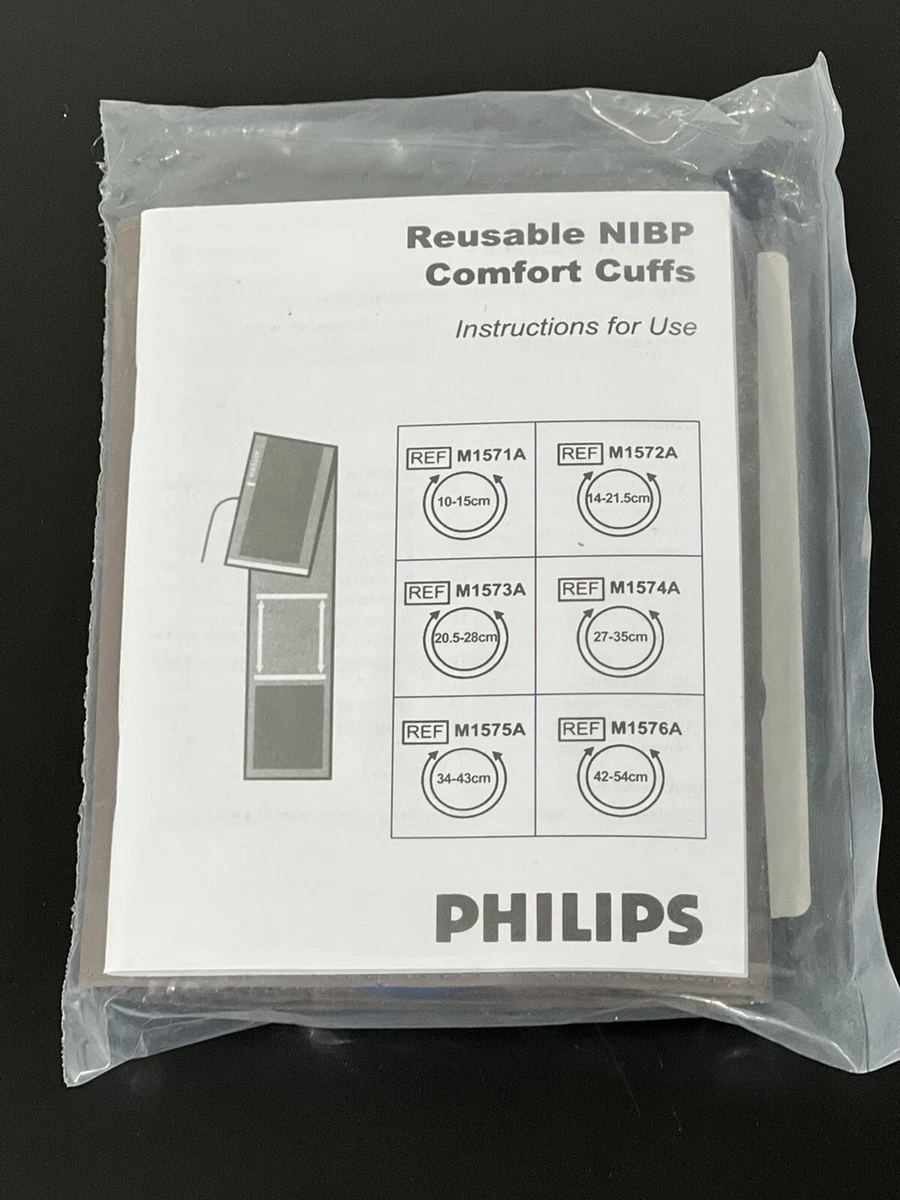 Reusable NIBP
Comfort Cuffs
Instructions for Use
REF M1571A
10-15cm
REF M1572A
14-21.5cm
REF M1573A
20.5-28cm
REF M1574A
27-35cm
REF M1575A
34-43cm
REF M1576A
42-54cm
PHILIPS